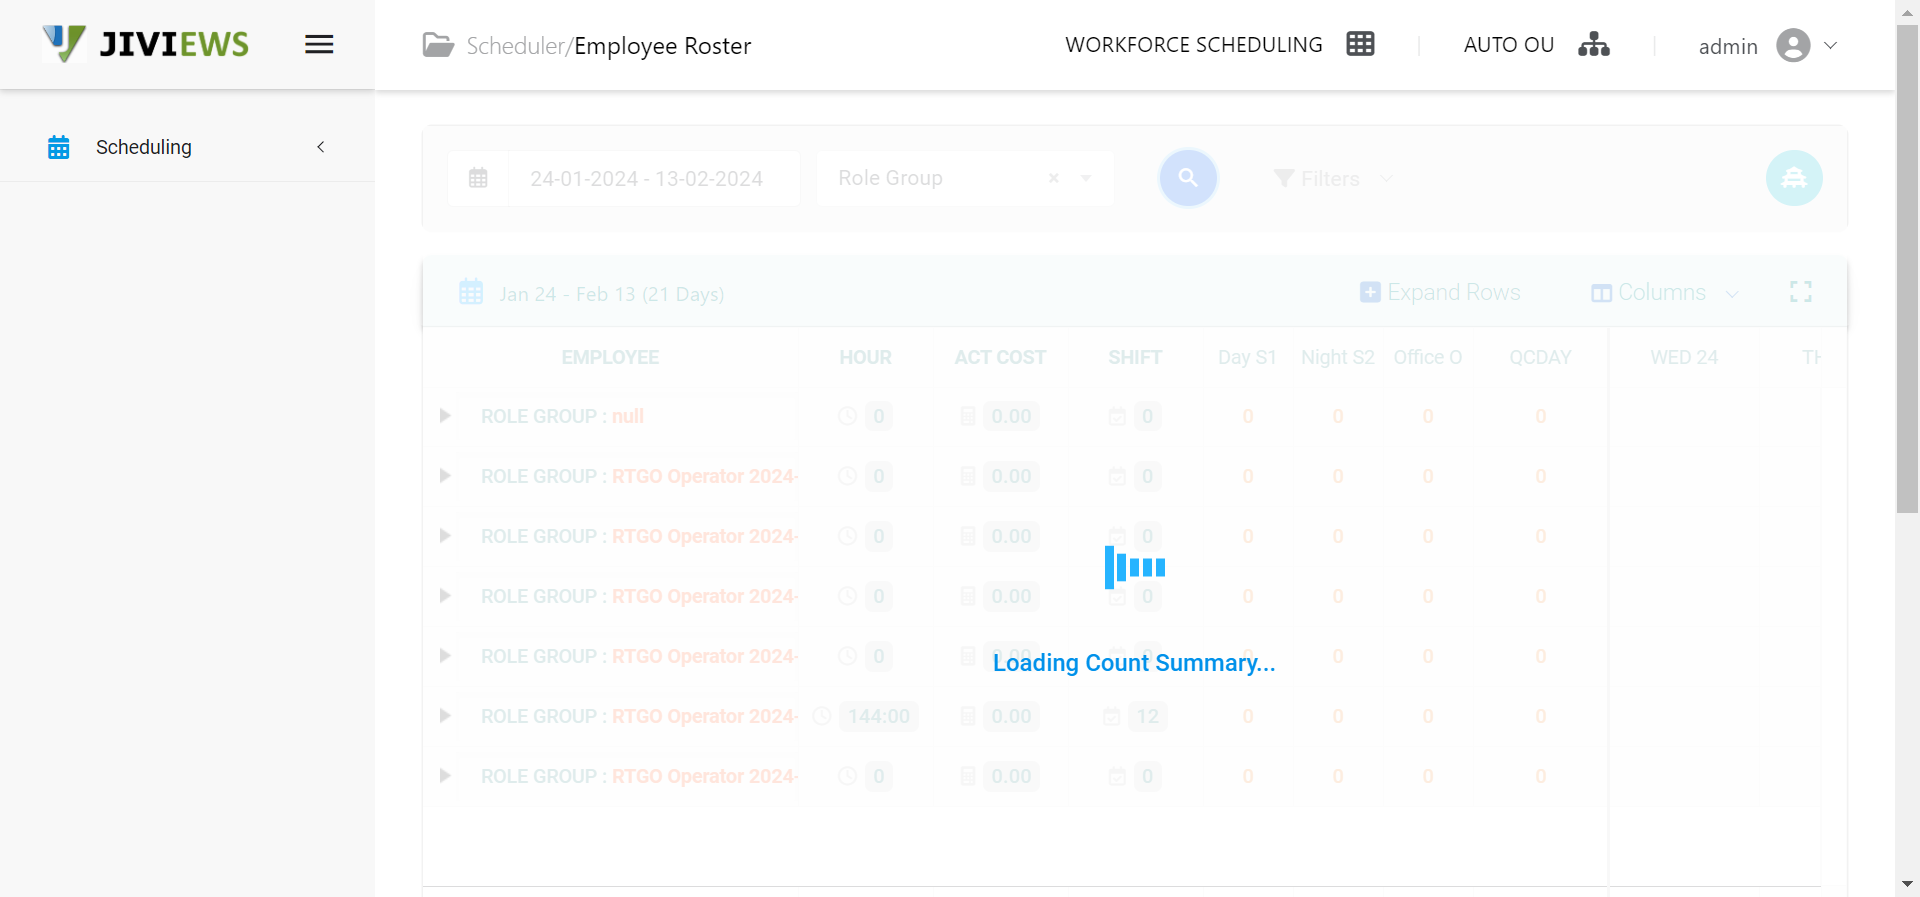 JIVIEWS
Scheduler/Employee Roster
WORKFORCE SCHEDULING
AUTO OU
admin
Scheduling
24-01-2024 - 13-02-2024
Role Group
Filters
Jan 24 - Feb 13 (21 Days)
Expand Rows
Columns
EMPLOYEE HOUR ACT COST SHIFT Day S1 Night S2 Office O QCDAY WED 24 TH
ROLE GROUP : null 0 0.00 0 0 0 0 0
ROLE GROUP : RTGO Operator 2024- 0 0.00 0 0 0 0 0
ROLE GROUP : RTGO Operator 2024- 0 0.00 0 0 0 0 0
ROLE GROUP : RTGO Operator 2024- 0 0.00 0 0 0 0 0
ROLE GROUP : RTGO Operator 2024- 0 0.00 0 0 0 0 0
Loading Count Summary...
ROLE GROUP : RTGO Operator 2024- 144:00 0.00 12 0 0 0 0
ROLE GROUP : RTGO Operator 2024- 0 0.00 0 0 0 0 0